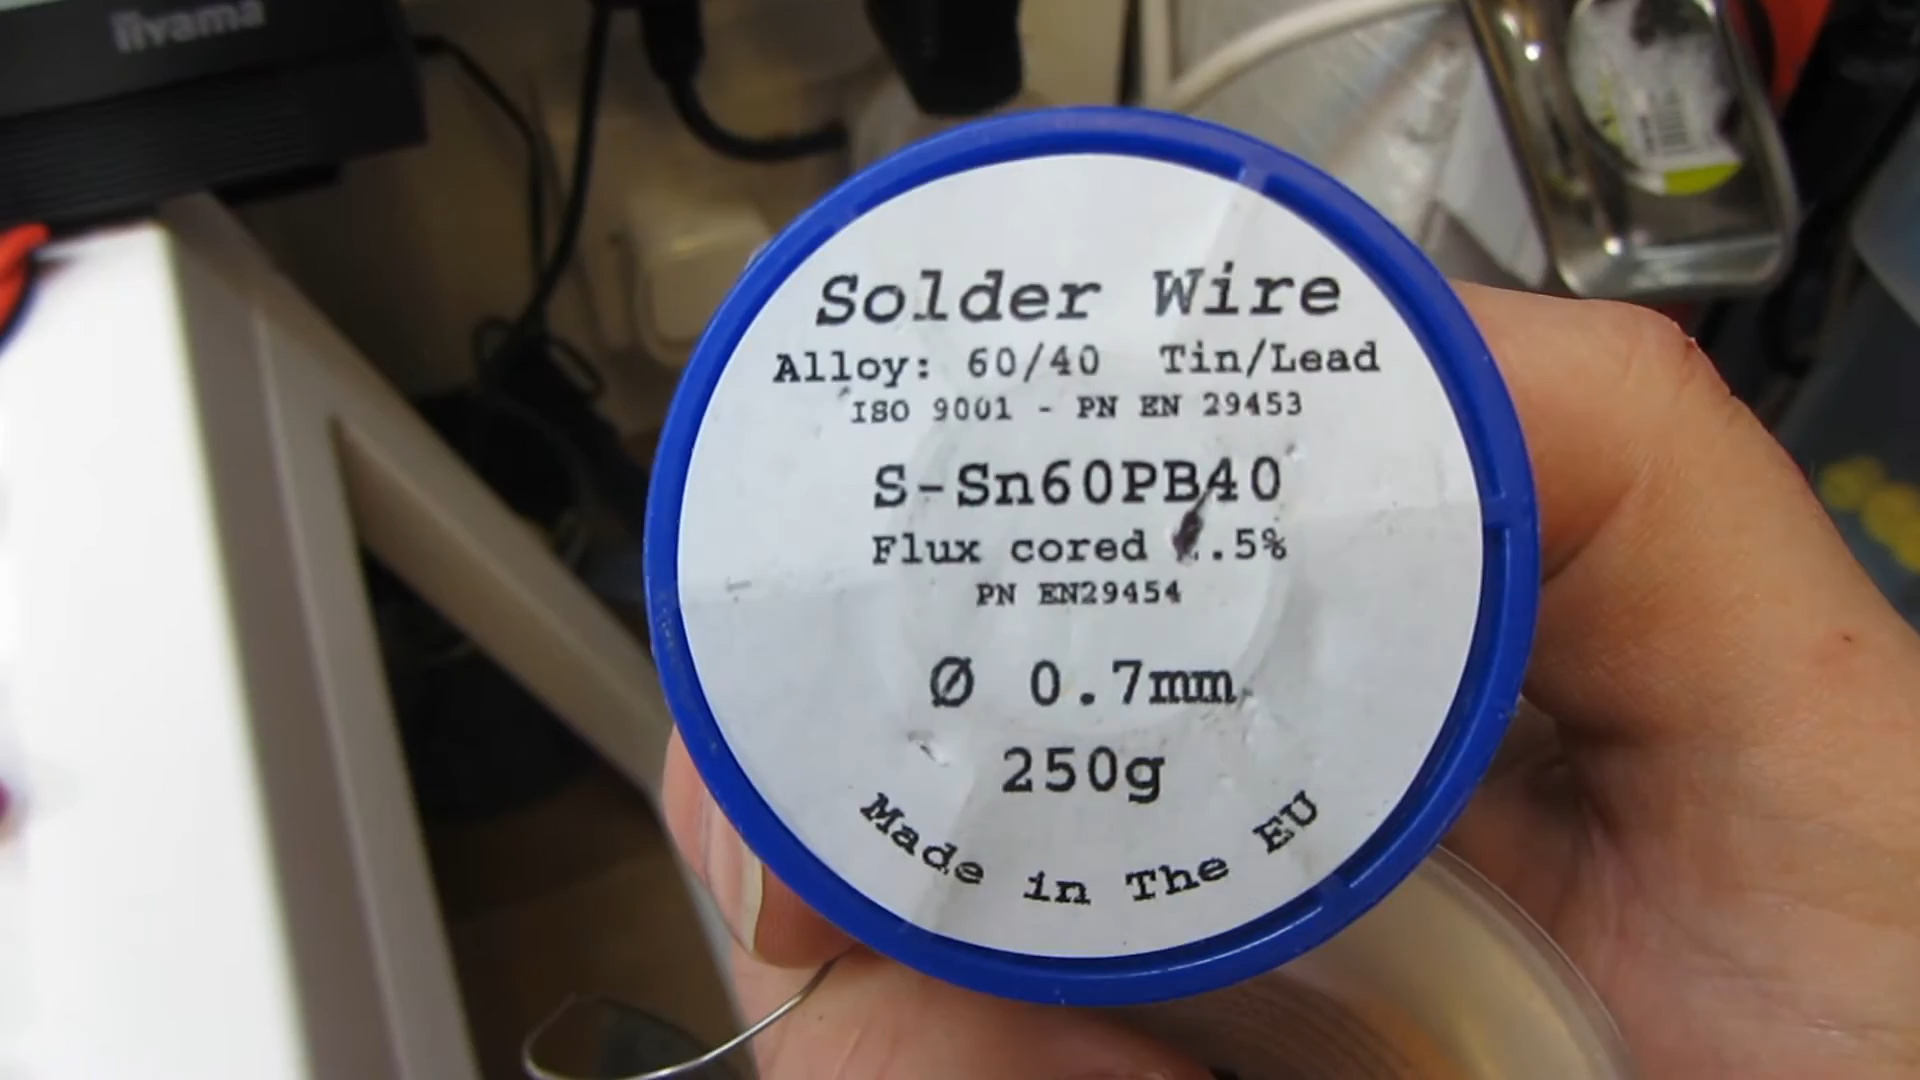 iiyama
Solder Wire
Alloy: 60/40 Tin/Lead
ISO 9001 - PN EN 29453
S-Sn60PB40
Flux cored .5%
PN EN29454
Ø 0.7mm
250g
Made in The EU